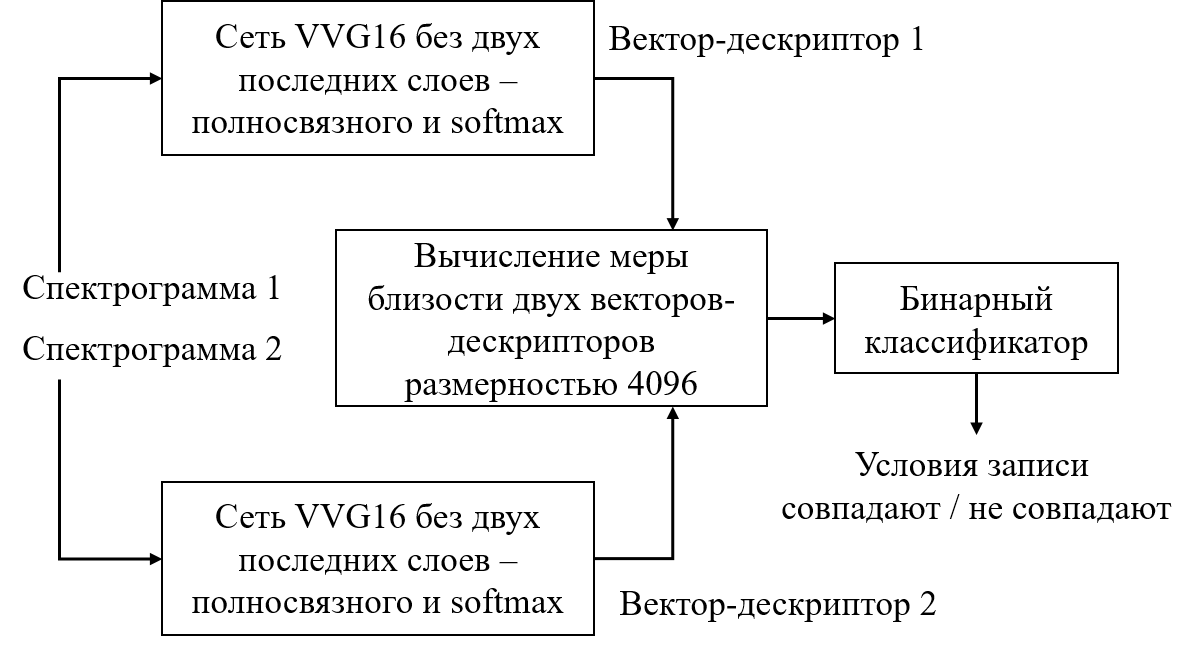 Сеть VVG16 без двух
последних слоев –
полносвязного и softmax
Вектор-дескриптор 1
Спектрограмма 1
Спектрограмма 2
Вычисление меры
близости двух векторов-
дескрипторов
размерностью 4096
Бинарный
классификатор
Условия записи
совпадают / не совпадают
Сеть VVG16 без двух
последних слоев –
полносвязного и softmax
Вектор-дескриптор 2